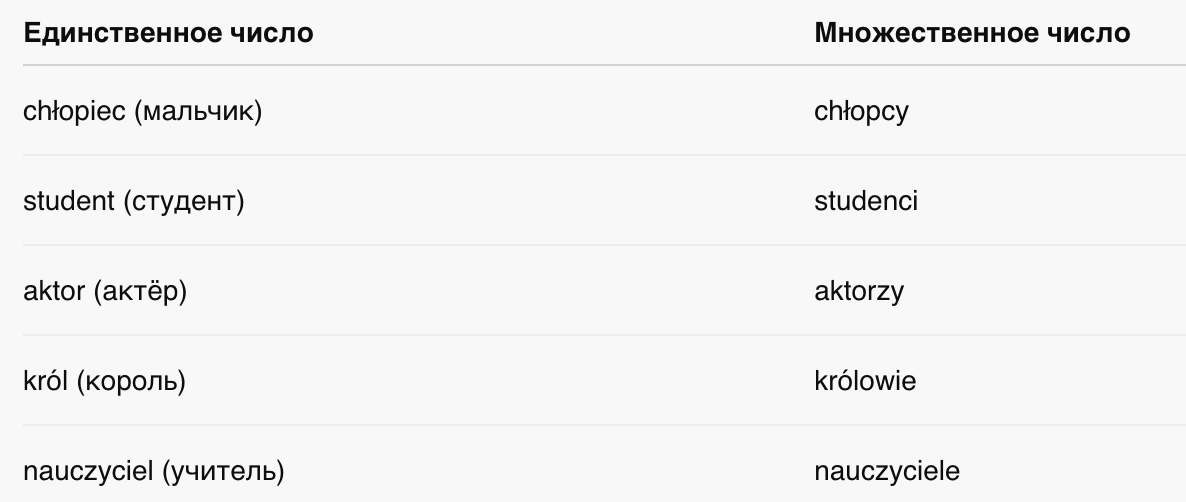 Единственное число Множественное число
chłopiec (мальчик) chłopcy
student (студент) studenci
aktor (актёр) aktorzy
król (король) królowie
nauczyciel (учитель) nauczyciele